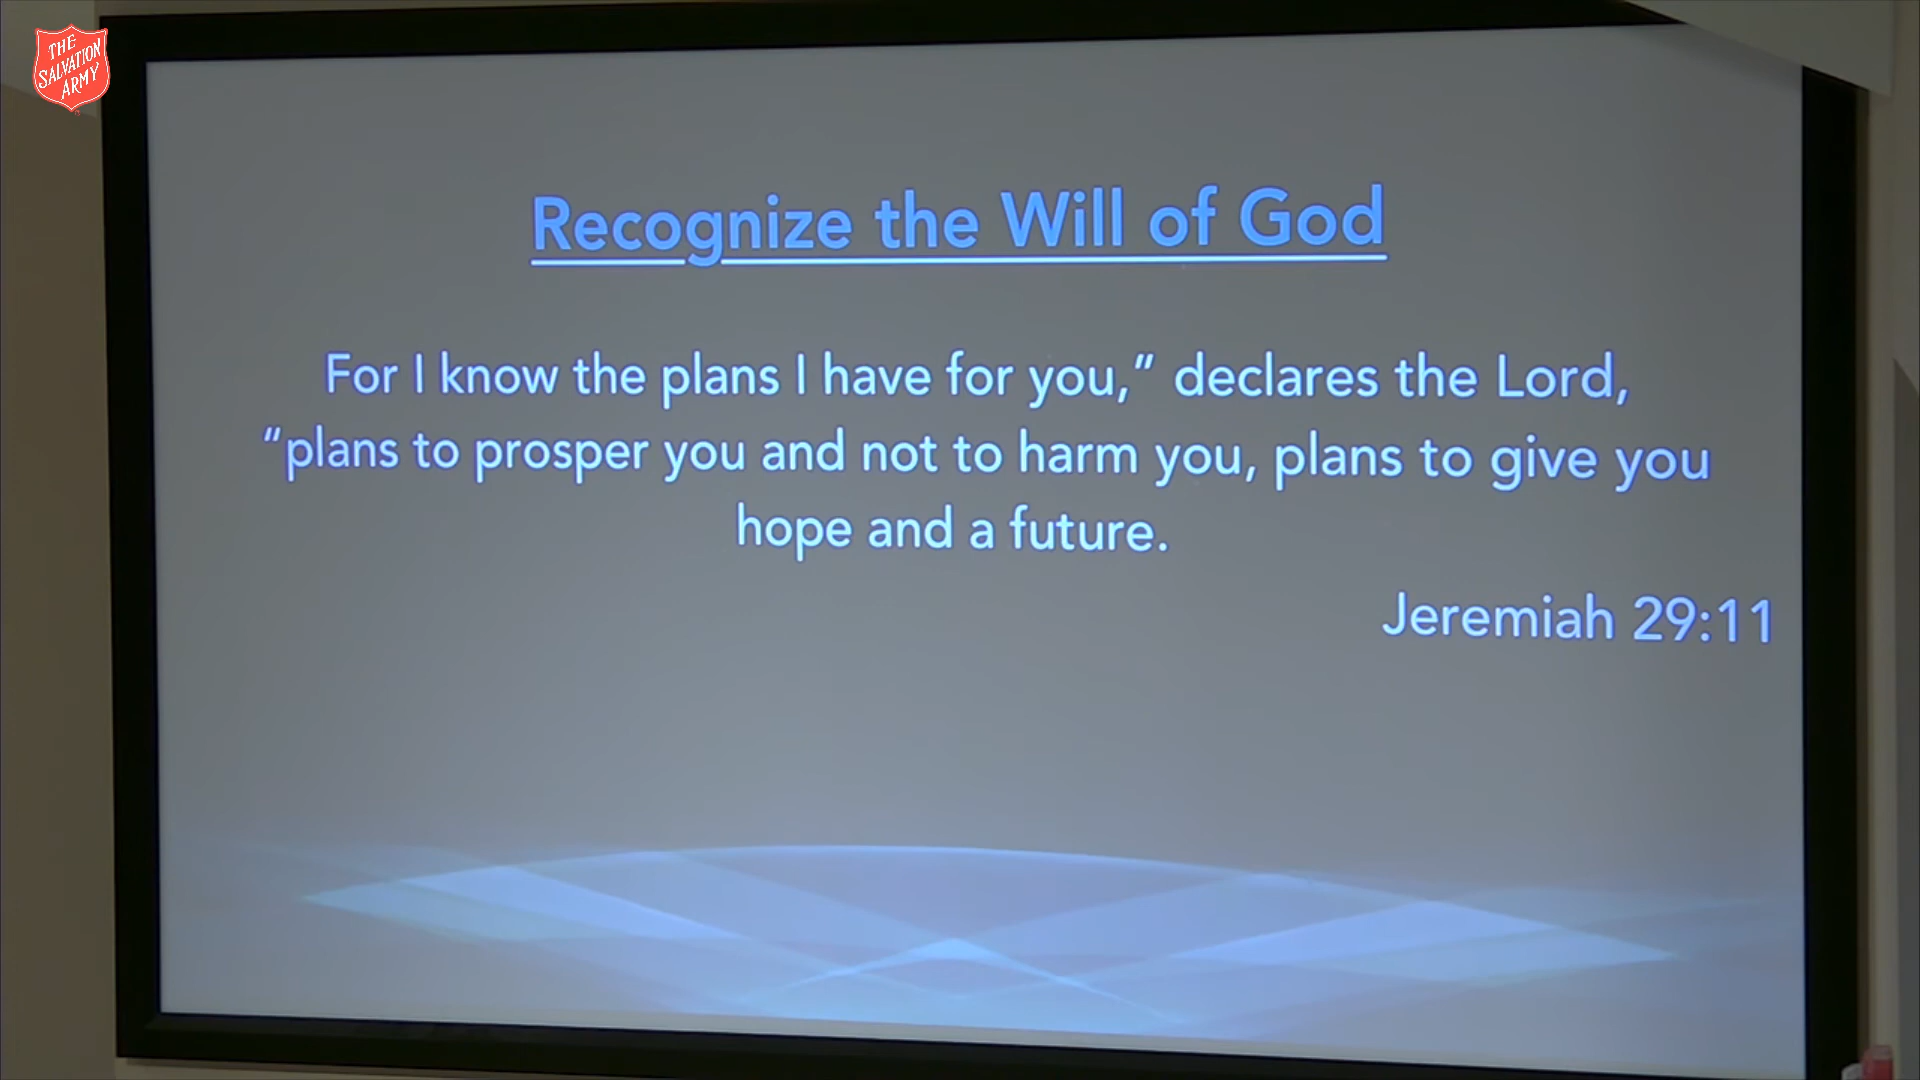 THE
SALVATION
ARMY
Recognize the Will of God
For I know the plans I have for you,” declares the Lord,
“plans to prosper you and not to harm you, plans to give you
hope and a future.
Jeremiah 29:11